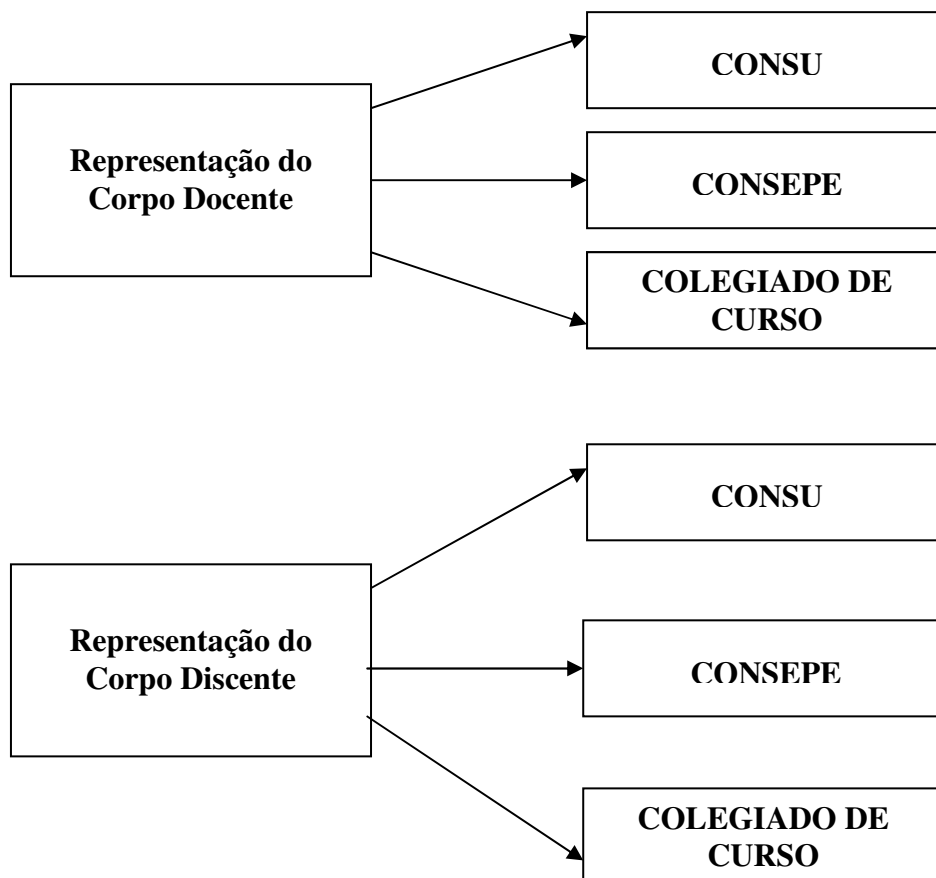 Representação do
Corpo Docente
CONSU
CONSEPE
COLEGIADO DE
CURSO
Representação do
Corpo Discente
CONSU
CONSEPE
COLEGIADO DE
CURSO